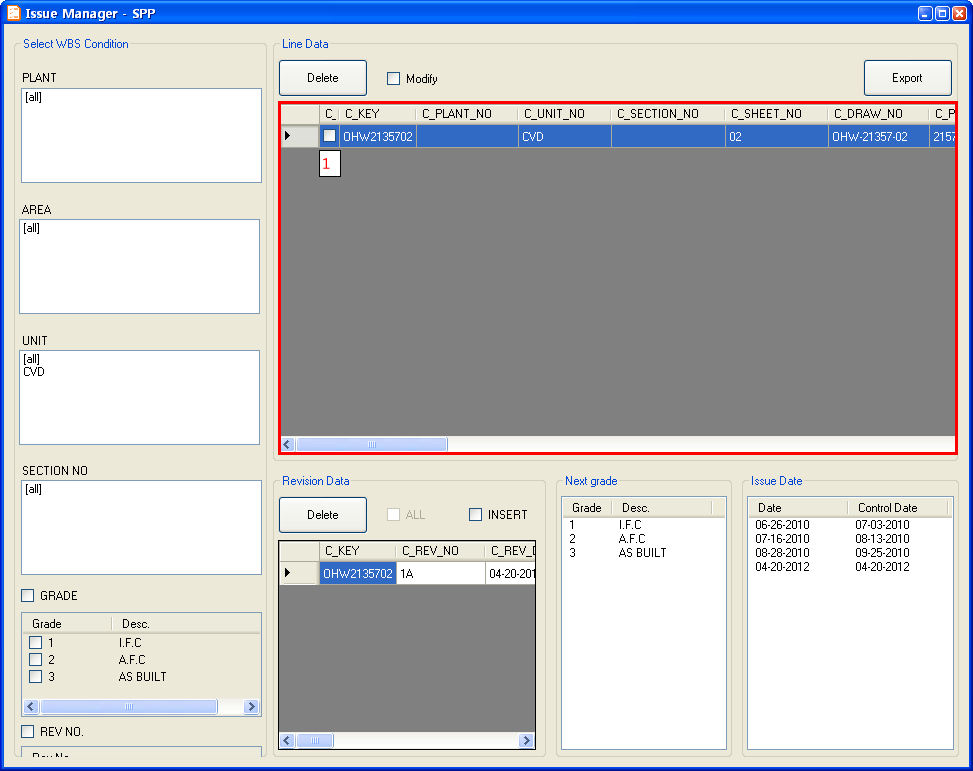 Issue Manager - SPP
Select WBS Condition
PLANT
[all]
AREA
[all]
UNIT
[all]
CVD
SECTION NO
[all]
GRADE
Grade Desc.
1 I.F.C
2 A.F.C
3 AS BUILT
REV NO.
Line Data
Delete Modify Export
C_ C_KEY C_PLANT_NO C_UNIT_NO C_SECTION_NO C_SHEET_NO C_DRAW_NO C_P
OHW2135702 CVD 02 OHW-21357-02 2157
1
Revision Data
Delete ALL INSERT
C_KEY C_REV_NO C_REV_D
OHW2135702 1A 04-20-201
Next grade
Grade Desc.
1 I.F.C
2 A.F.C
3 AS BUILT
Issue Date
Date Control Date
06-26-2010 07-03-2010
07-16-2010 08-13-2010
08-28-2010 09-25-2010
04-20-2012 04-20-2012